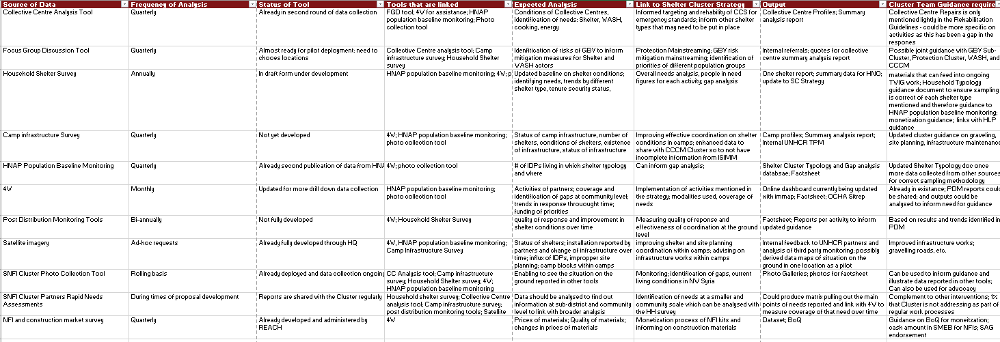 Source of Data Frequency of Analysis Status of Tool Tools that are linked Expected Analysis Link to Shelter Cluster Strategy Output Cluster Team Guidance require
Collective Centre Analysis Tool
Quarterly
Already in second round of data collection
FGD tool; 4W for assistance; HNAP
population baseline monitoring; Photo
collection tool
Conditions of Collective Centres,
identification of needs: Shelter, WASH,
cooking, energy
Informed targeting and rehability of CCS for
emergency standards; inform other shelter
types that may need to be put in place
Collective Centre Profiles; Summary
analysis report
Collective Centre Repairs is only
mentioned lightly in the Rehabilitation
Guidelines - could be more specific on
activities as this has been a gap in the
respones
Focus Group Discussion Tool
Quarterly
Almost ready for pilot deployment: need to
chooes locations
Collective Centre analysis tool; Camp
infrastructure survey; Household Shelter
survey
Idenfitication of risks of GBV to inform
mitigation measures for Shelter and
WASH actors
Protection Mainstreaming; GBV risk
mitigation mainstreaming; identification of
priorities of different population groups
Internal referrals; quotes for collective
centre summary analysis report
Possible joint guidance with GBV Sub-
Cluster, Protection Cluster, WASH, and
CCCM
Household Shelter Survey
Annually
In draft form under development
HNAP population baseline monitoring; 4W; p
Updated baseline on shelter conditions;
identifying needs, trends by different
shelter type, tenure security status,
Overall needs analysis, people in need
figures for each activity; gap analysis
One shelter report; summary data for HNO;
update to SC Strategy
materials that can feed into ongoing
TWIG work; Household Typology
guidance document to ensure sampling
is correct of each shelter type
mentioned and therefore guidance to
HNAP population baseline monitoring;
monetization guidance; links with HLP
guidance
Camp infrastructure Survey
Quarterly
Not yet developed
4W; HNAP population baseline monitoring;
photo collection tool
Status of camp infrastructure, number of
shelters, conditions of shelters, existence
of infrastructure, status of infrastructure
Improving effective coordination on shelter
conditions in camps; enhanced data to
share with CCCM Cluster so to not have
incomplete information from ISIMM
Camp profiles; Summary analysis report;
Internal UNHCR TPM
Updated cluster guidance on graveling,
site planning, infrastructure maintenance
HNAP Population Baseline Monitoring
Quarterly
Already second publication of data from HNA
4W; photo collection tool
# of IDPs living in which shelter typology
and where
Can inform gap analysis;
Shelter Cluster Typology and Gap analysis
databsae; Factsheet
Updated Shelter Typology doc once
more data collected from other sources
for correct sampling methodology
4W
Monthly
Updated for more drill down data collection
HNAP population baseline monitoring;
photo collection tool
Activities of partners; coverage and
identification of gaps at community level;
trends in response throuought time;
funding of priorities
Implementation of activities mentioned in
the strategy; modalities used, coverage of
needs
Online dashboard currently being updated
with immap; Factsheet; OCHA Sitrep
Already in existance; PDM reports could
be shared; and outputs could be
analysed to inform need for guidance
Post Distribution Monitoring Tools
Bi-annually
Not fully developed
4W; Household Shelter Survey
quality of response and improvement in
shelter conditions over time
Measuring quality of reponse and
effectiveness of coordination at the ground
level
Factsheet; Reports per activity to inform
updated guidance
Based on results and trends identified in
PDM
Satellite imagery
Ad-hoc requests
Already fully developed through HQ
4W, HNAP population baseline monitoring;
Camp Infrastructure Survey
Status of shelters; installation reported by
partners and change of infrastructure over
time; influx of IDPs, impropper site
planning; camp blocks within camps
improving shelter and site planning
coordination within camps; advising on
infrastructure works within camps
Internal feedback to UNHCR partners and
analysis of third party monitoring; possibly
derived data maps of situation on the
ground in one location as a pilot
Improved infrastructure works;
gravelling roads, etc.
SNFI Cluster Photo Collection Tool
Rolling basis
Already deployed and data collection ongoing
CC Analysis tool; Camp infrastructure
survey; Household Shelter survey; 4W;
HNAP population baseline monitoring
Enabling to see the situation on the
ground reported in other tools
Monitoring; identification of gaps, current
living conditions in NW Syria
Photo Galleries; photos for factsheet
Can be used to inform guidance and
illustrate data reported in other tools;
Can also be used for advocacy
SNFI Cluster Partners Rapid Needs
Assessments
During times of proposal development
Reports are shared with the Cluster regularly
Household shelter survey; Collective Centre
analysis tool; Camp infrastructure survey;
post distribution monitoring tools; Satellite
Data should be analysed to find out
information at sub-district and community
level to link with broader analysis
Identification of needs at a smaller and
community scale which can be analysed with
the HH survey
Could produce matrix pulling out the main
points of needs reported and link with 4W to
measure coverage of that need over time
Complement to other interventions; 1%
that Cluster is not addressing as part of
regular work processes
NFI and construction market survey
Quarterly
Already developed and administered by
REACH
4W
Prices of materials; Quality of materials;
changes in prices of materials
Monetization process of NFI kits and
informing on construction materials
Dataset; BoQ
Guidance on BoQ for moneitzation;
cash amount in SMEB for NFIs; SAG
endorsement